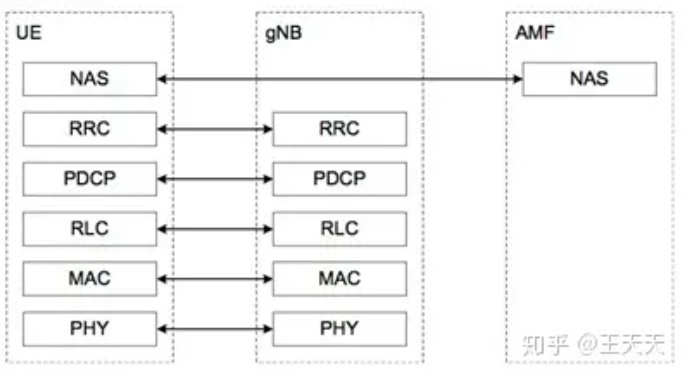 UE gNB AMF
NAS NAS
RRC RRC
PDCP PDCP
RLC RLC
MAC MAC
PHY PHY
知乎 @王天天